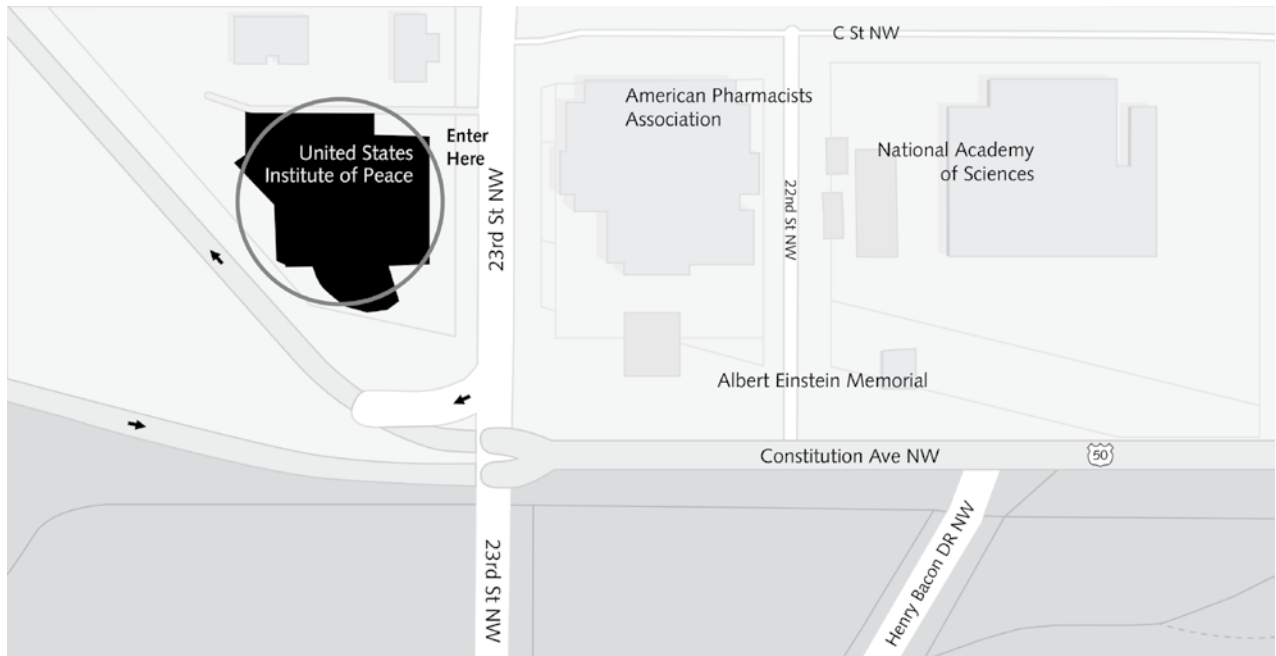 C St NW
American Pharmacists
Association
Enter
Here
United States
Institute of Peace
National Academy
of Sciences
23rd St NW
22nd St NW
Albert Einstein Memorial
Constitution Ave NW
50
23rd St NW
Henry Bacon DR NW